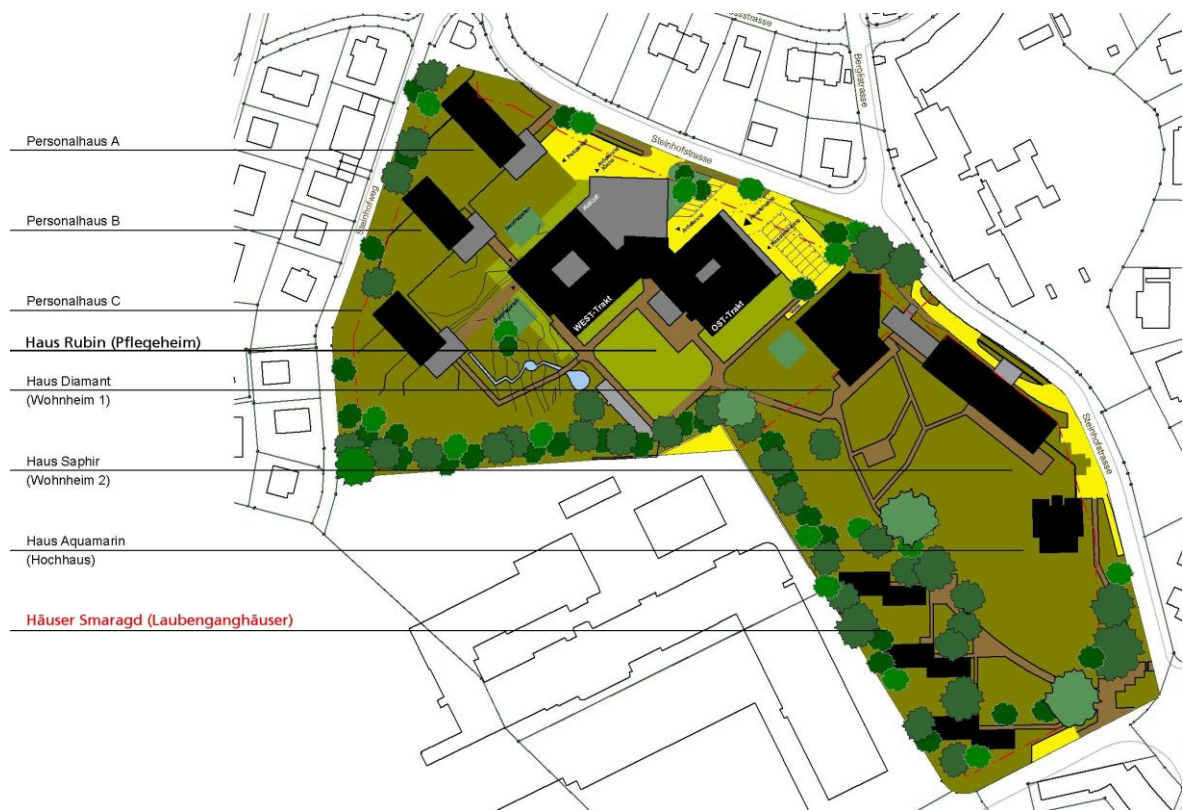 Personalhaus A
Personalhaus B
Personalhaus C
Haus Rubin (Pflegeheim)
Haus Diamant
(Wohnheim 1)
Haus Saphir
(Wohnheim 2)
Haus Aquamarin
(Hochhaus)
Häuser Smaragd (Laubenganghäuser)
Steinhofweg
Steinhofstrasse
Berglistrasse
WEST-Trakt
OST-Trakt
Steinhofstrasse